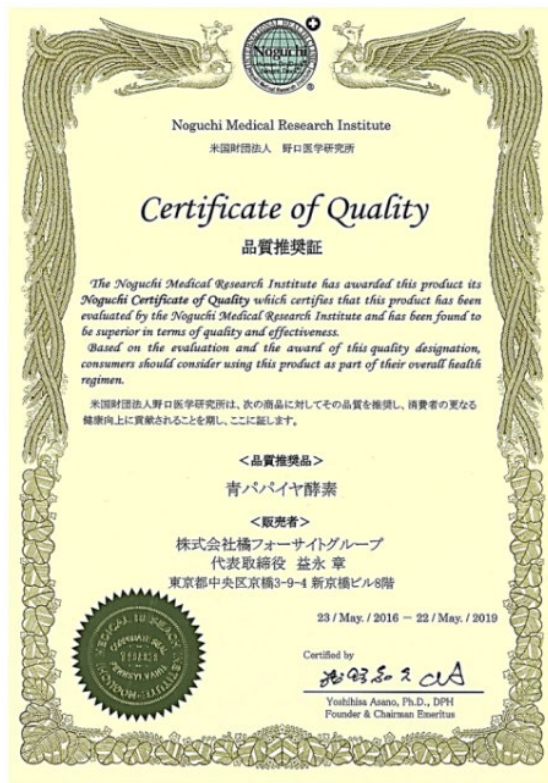 Noguchi
Noguchi Medical Research Institute
米国財団法人 野口医学研究所
Certificate of Quality
品質推奨証
The Noguchi Medical Research Institute has awarded this product its
Noguchi Certificate of Quality which certifies that this product has been
evaluated by the Noguchi Medical Research Institute and has been found to
be superior in terms of quality and effectiveness.
Based on the evaluation and the award of this quality designation,
consumers should consider using this product as part of their overall health
regimen.
米国財団法人野口医学研究所は、次の商品に対してその品質を推奨し、消費者の更なる
健康向上に貢献されることを期し、ここに証します。
<品質推奨品>
青パパイヤ酵素
<販売者>
株式会社橘フォーサイトグループ
代表取締役 益永 章
東京都中央区京橋3-9-4 新京橋ビル8階
23 / May. / 2016 - 22 / May. / 2019
Certified by
Yoshihisa Asano, Ph.D., DPH
Founder & Chairman Emeritus
CORPORATE SEAL
PENNSYLVANIA